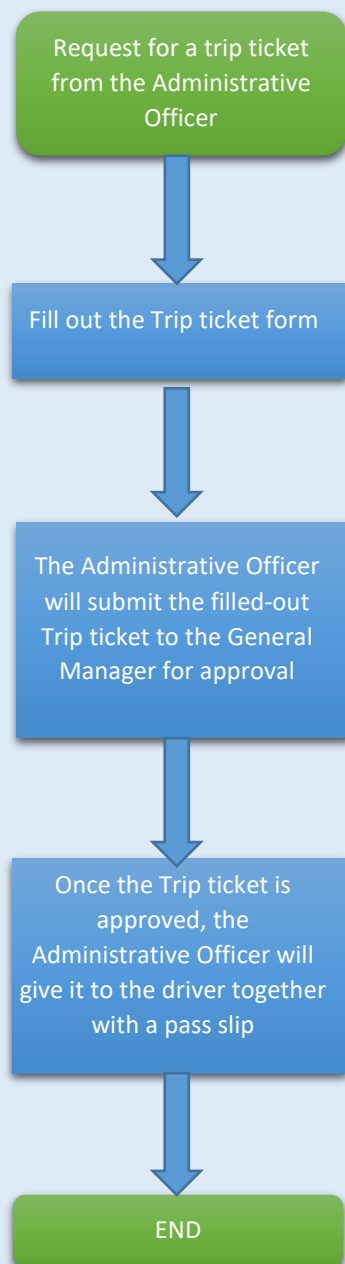 Request for a trip ticket
from the Administrative
Officer
Fill out the Trip ticket form
The Administrative Officer
will submit the filled-out
Trip ticket to the General
Manager for approval
Once the Trip ticket is
approved, the
Administrative Officer will
give it to the driver together
with a pass slip
END